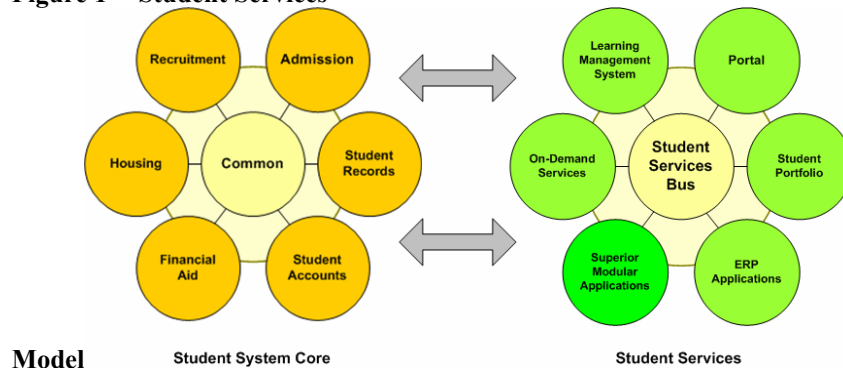 Figure 1 – Student Services
Recruitment
Admission
Housing
Common
Student
Records
Financial
Aid
Student
Accounts
Learning
Management
System
Portal
On-Demand
Services
Student
Services
Bus
Student
Portfolio
Superior
Modular
Applications
ERP
Applications
Model
Student System Core
Student Services